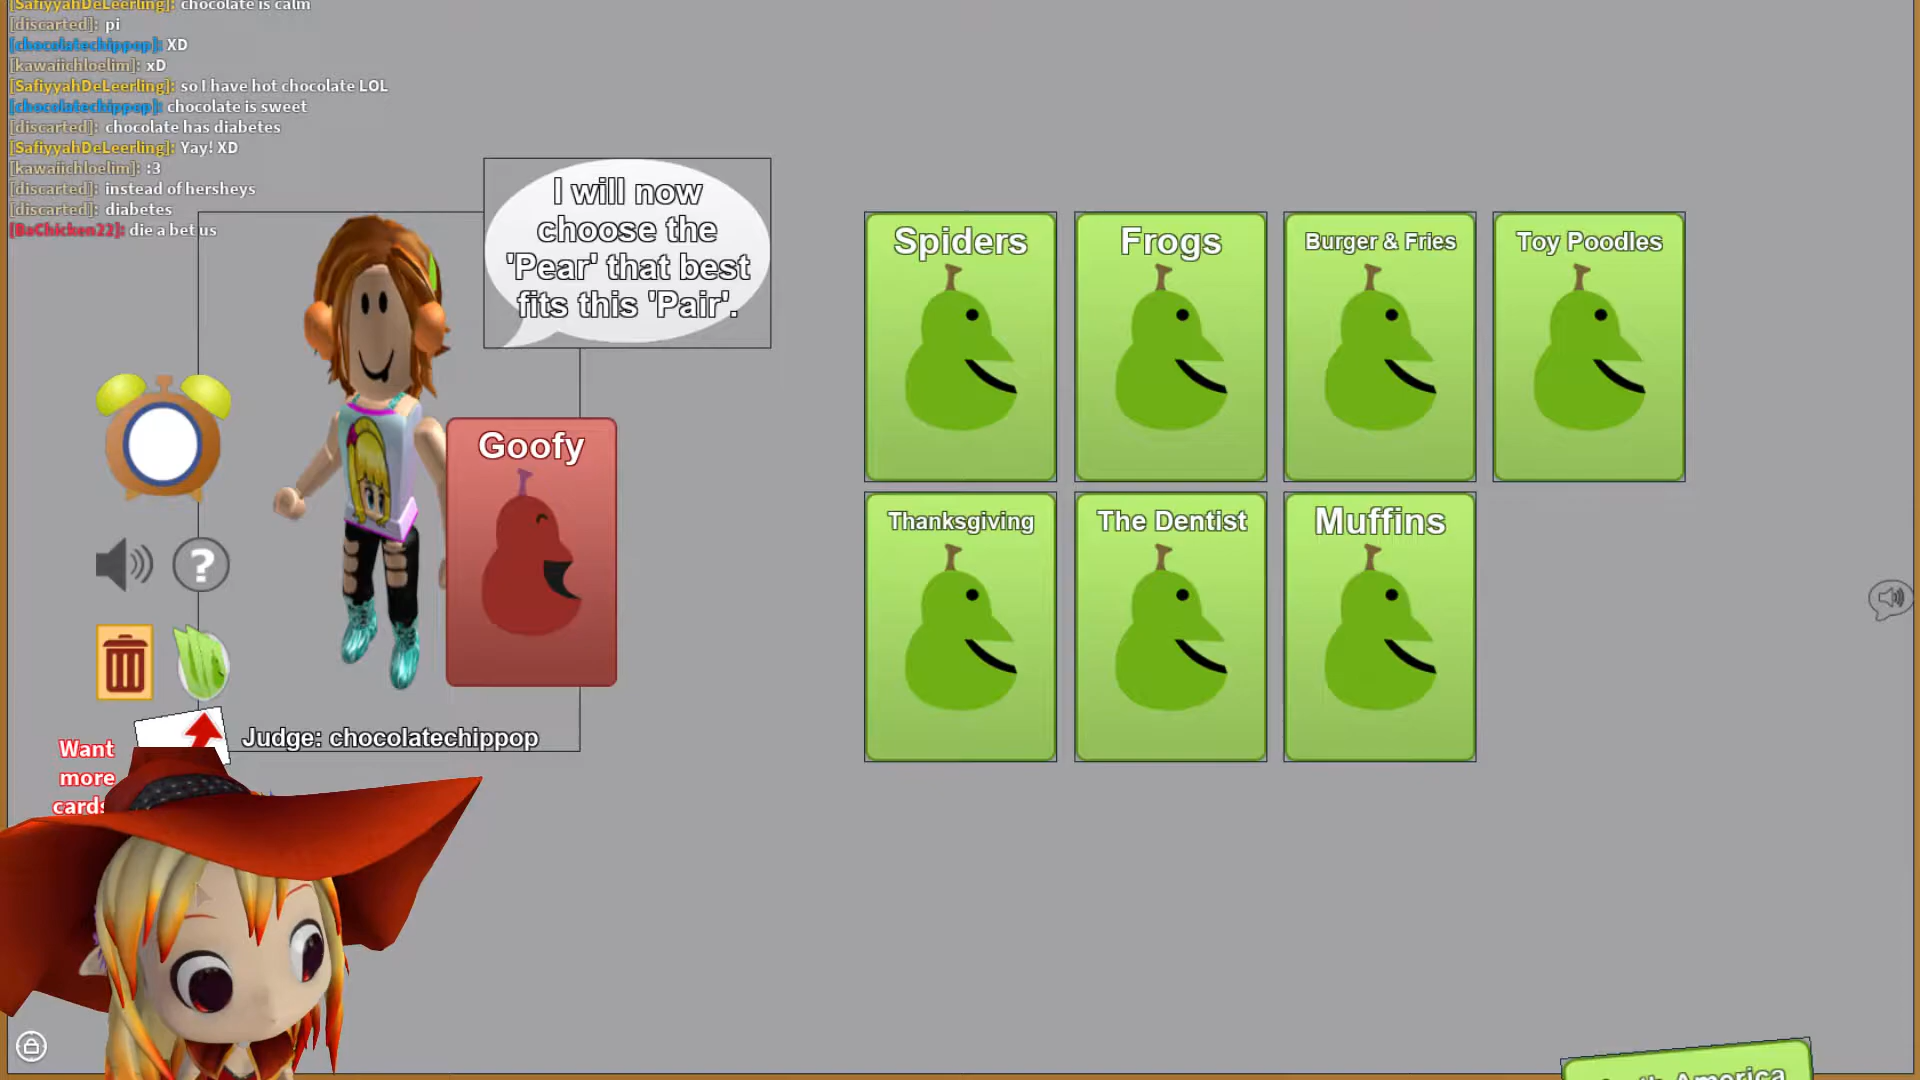 [SafiyyahDeLeerling]: chocolate is calm
[discarted]: pi
[chocolatechippop]: XD
[kawaiichloelim]: xD
[SafiyyahDeLeerling]: so I have hot chocolate LOL
[chocolatechippop]: chocolate is sweet
[discarted]: chocolate has diabetes
[SafiyyahDeLeerling]: Yay! XD
[kawaiichloelim]: :3
[discarted]: instead of hersheys
[discarted]: diabetes
[BaChicken22]: die a bet us
I will now
choose the
'Pear' that best
fits this 'Pair'.
Goofy
Spiders
Frogs
Burger & Fries
Toy Poodles
Thanksgiving
The Dentist
Muffins
?
Judge: chocolatechippop
Want
more
cards
America